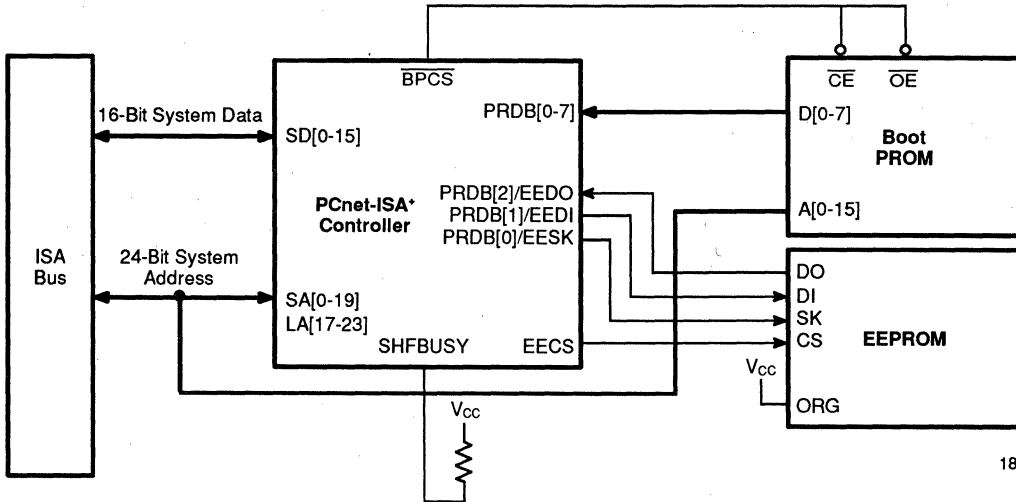 BPCS
CE OE
16-Bit System Data
SD[0-15]
PRDB[0-7]
D[0-7]
Boot
PROM
PCnet-ISA+
Controller
PRDB[2]/EEDO
PRDB[1]/EEDI
PRDB[0]/EESK
A[0-15]
ISA
Bus
24-Bit System
Address
SA[0-19]
LA[17-23]
SHFBUSY
EECS
DO
DI
SK
CS
EEPROM
VCC
ORG
VCC
18